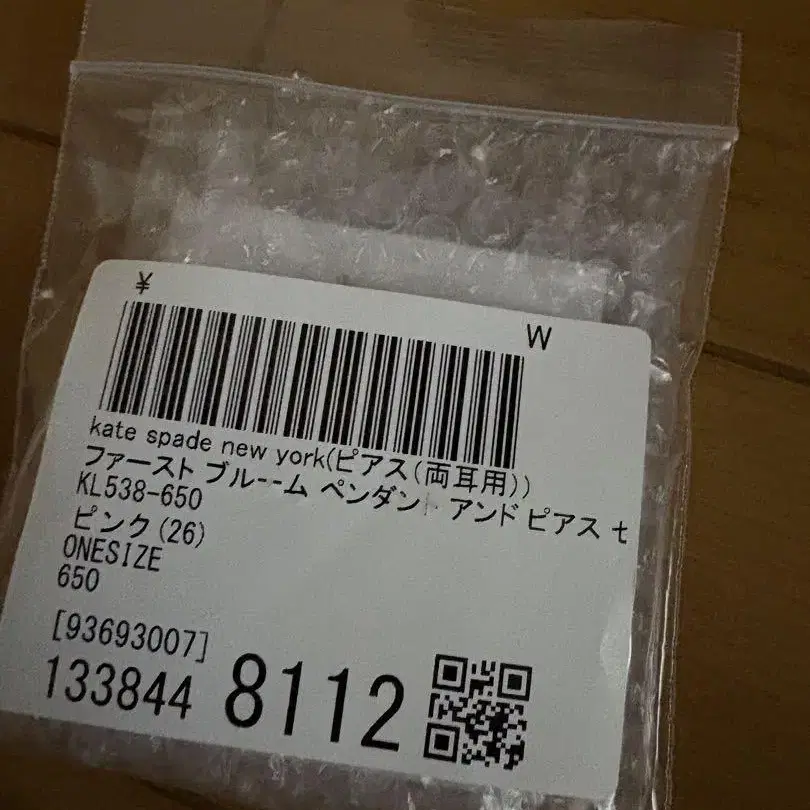 ¥
W
kate spade new york(ピアス(両耳用))
ファースト ブルーーム ペンダント アンド ピアス セ
KL538-650
ピンク(26)
ONESIZE
650
[93693007]
133844 8112